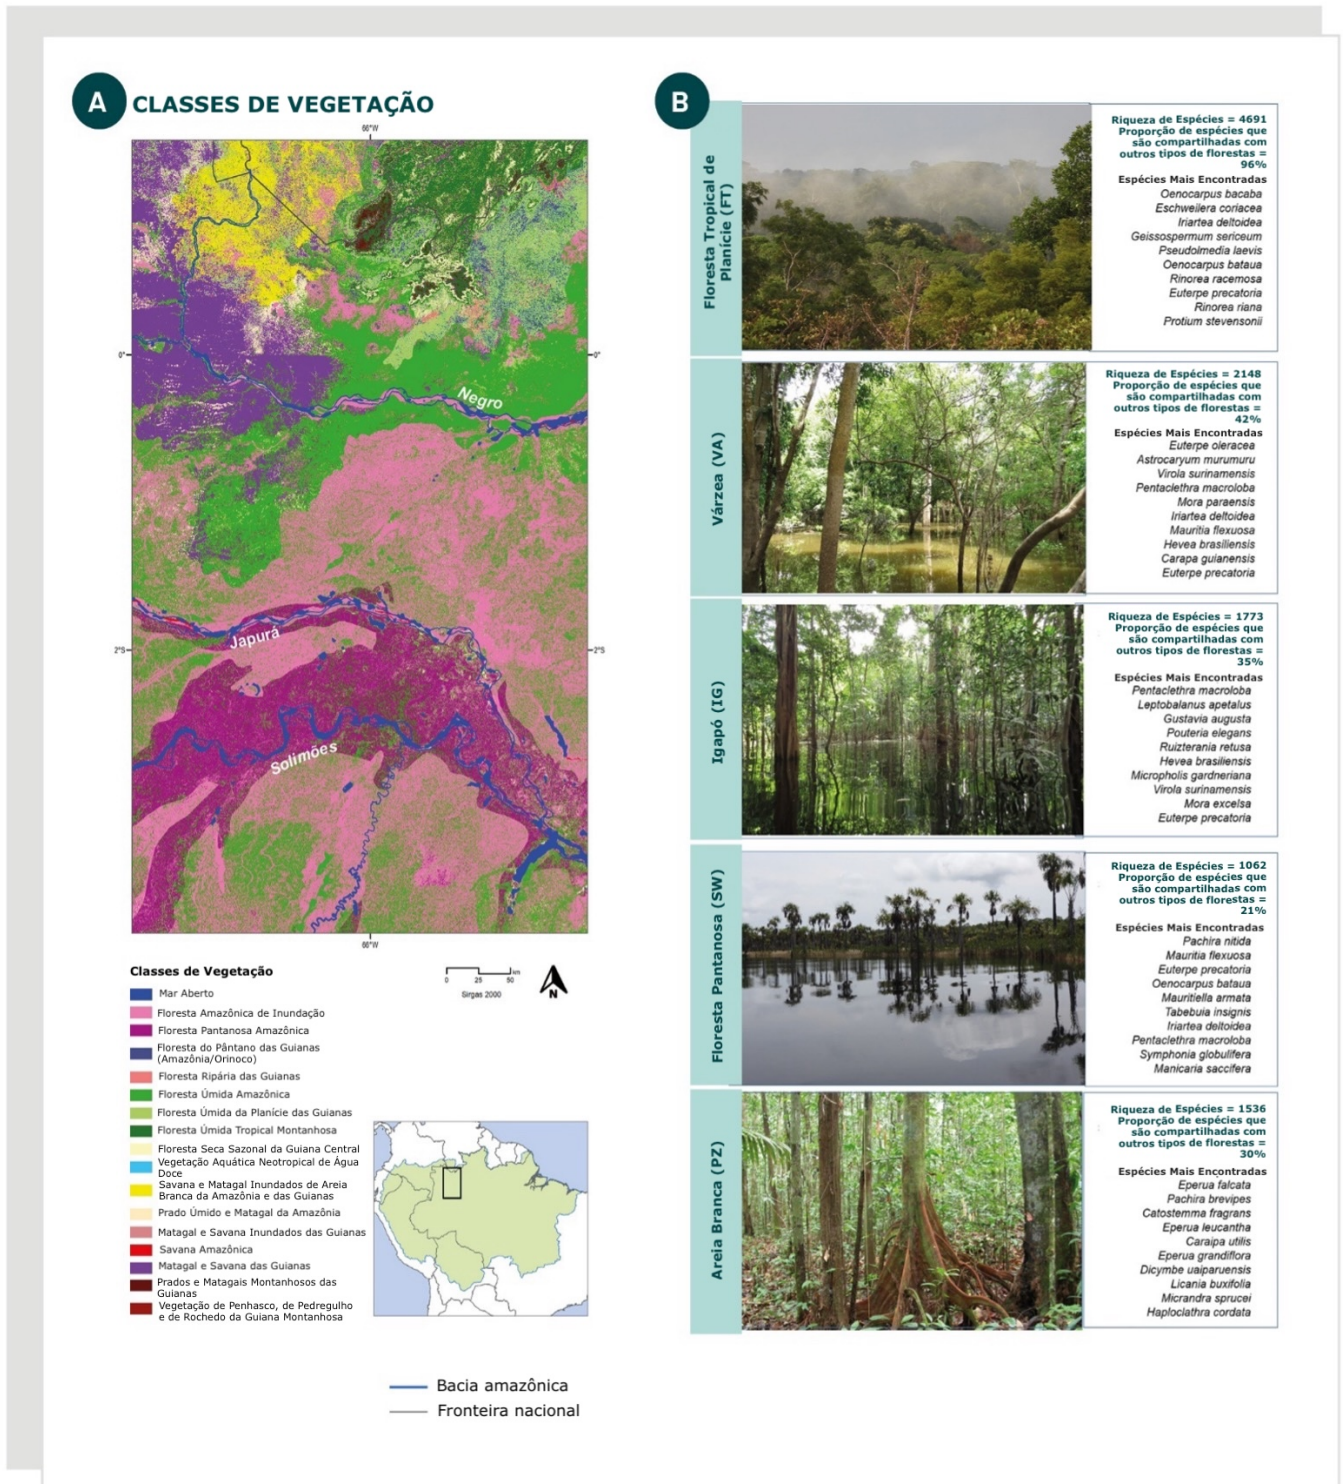 A
CLASSES DE VEGETAÇÃO
66°W
0°
0°
Negro
Japurá
2°S
2°S
Solimões
66°W
Classes de Vegetação
0 25 50 km
Sirgas 2000
N
Mar Aberto
Floresta Amazônica de Inundação
Floresta Pantanosa Amazônica
Floresta do Pântano das Guianas
(Amazônia/Orinoco)
Floresta Ripária das Guianas
Floresta Úmida Amazônica
Floresta Úmida da Planície das Guianas
Floresta Úmida Tropical Montanhosa
Floresta Seca Sazonal da Guiana Central
Vegetação Aquática Neotropical de Água
Doce
Savana e Matagal Inundados de Areia
Branca da Amazônia e das Guianas
Prado Úmido e Matagal da Amazônia
Matagal e Savana Inundados das Guianas
Savana Amazônica
Matagal e Savana das Guianas
Prados e Matagais Montanhosos das
Guianas
Vegetação de Penhasco, de Pedregulho
e de Rochedo da Guiana Montanhosa
Bacia amazônica
Fronteira nacional
B
Floresta Tropical de
Planície (FT)
Riqueza de Espécies = 4691
Proporção de espécies que
são compartilhadas com
outros tipos de florestas =
96%
Espécies Mais Encontradas
Oenocarpus bacaba
Eschweilera coriacea
Iriartea deltoidea
Geissospermum sericeum
Pseudolmedia laevis
Oenocarpus bataua
Rinorea racemosa
Euterpe precatoria
Rinorea riana
Protium stevensonii
Várzea (VA)
Riqueza de Espécies = 2148
Proporção de espécies que
são compartilhadas com
outros tipos de florestas =
42%
Espécies Mais Encontradas
Euterpe oleracea
Astrocaryum murumuru
Virola surinamensis
Pentaclethra macroloba
Mora paraensis
Iriartea deltoidea
Mauritia flexuosa
Hevea brasiliensis
Carapa guianensis
Euterpe precatoria
Igapó (IG)
Riqueza de Espécies = 1773
Proporção de espécies que
são compartilhadas com
outros tipos de florestas =
35%
Espécies Mais Encontradas
Pentaclethra macroloba
Leptobalanus apetalus
Gustavia augusta
Pouteria elegans
Ruizterania retusa
Hevea brasiliensis
Micropholis gardneriana
Virola surinamensis
Mora excelsa
Euterpe precatoria
Floresta Pantanosa (SW)
Riqueza de Espécies = 1062
Proporção de espécies que
são compartilhadas com
outros tipos de florestas =
21%
Espécies Mais Encontradas
Pachira nitida
Mauritia flexuosa
Euterpe precatoria
Oenocarpus bataua
Mauritiella armata
Tabebuia insignis
Iriartea deltoidea
Pentaclethra macroloba
Symphonia globulifera
Manicaria saccifera
Areia Branca (PZ)
Riqueza de Espécies = 1536
Proporção de espécies que
são compartilhadas com
outros tipos de florestas =
30%
Espécies Mais Encontradas
Eperua falcata
Pachira brevipes
Catostemma fragrans
Eperua leucantha
Caraipa utilis
Eperua grandiflora
Dicymbe uaiparuensis
Licania buxifolia
Micrandra sprucei
Haploclathra cordata